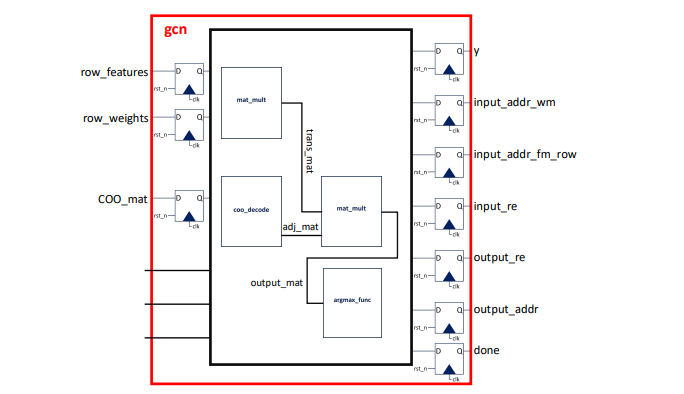 gcn
row_features
D Q
rst_n
clk
row_weights
D Q
rst_n
clk
COO_mat
D Q
rst_n
clk
mat_mult
trans_mat
coo_decode
adj_mat
mat_mult
output_mat
argmax_func
D Q
rst_n
clk
y
D Q
rst_n
clk
input_addr_wm
D Q
rst_n
clk
input_addr_fm_row
D Q
rst_n
clk
input_re
D Q
rst_n
clk
output_re
D Q
rst_n
clk
output_addr
D Q
rst_n
clk
done